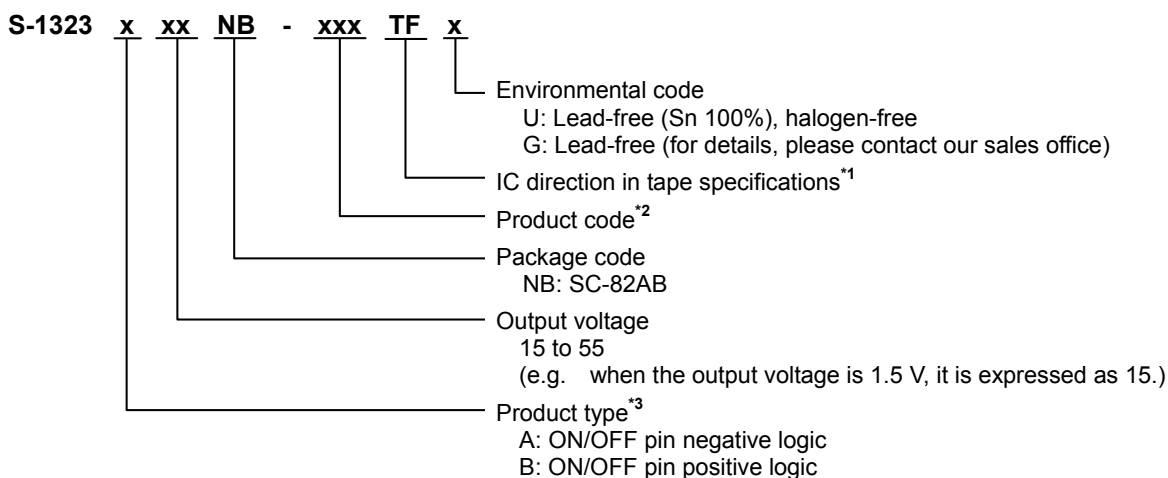 S-1323 x xx NB - xxx TF x
Environmental code
U: Lead-free (Sn 100%), halogen-free
G: Lead-free (for details, please contact our sales office)
IC direction in tape specifications*1
Product code*2
Package code
NB: SC-82AB
Output voltage
15 to 55
(e.g. when the output voltage is 1.5 V, it is expressed as 15.)
Product type*3
A: ON/OFF pin negative logic
B: ON/OFF pin positive logic